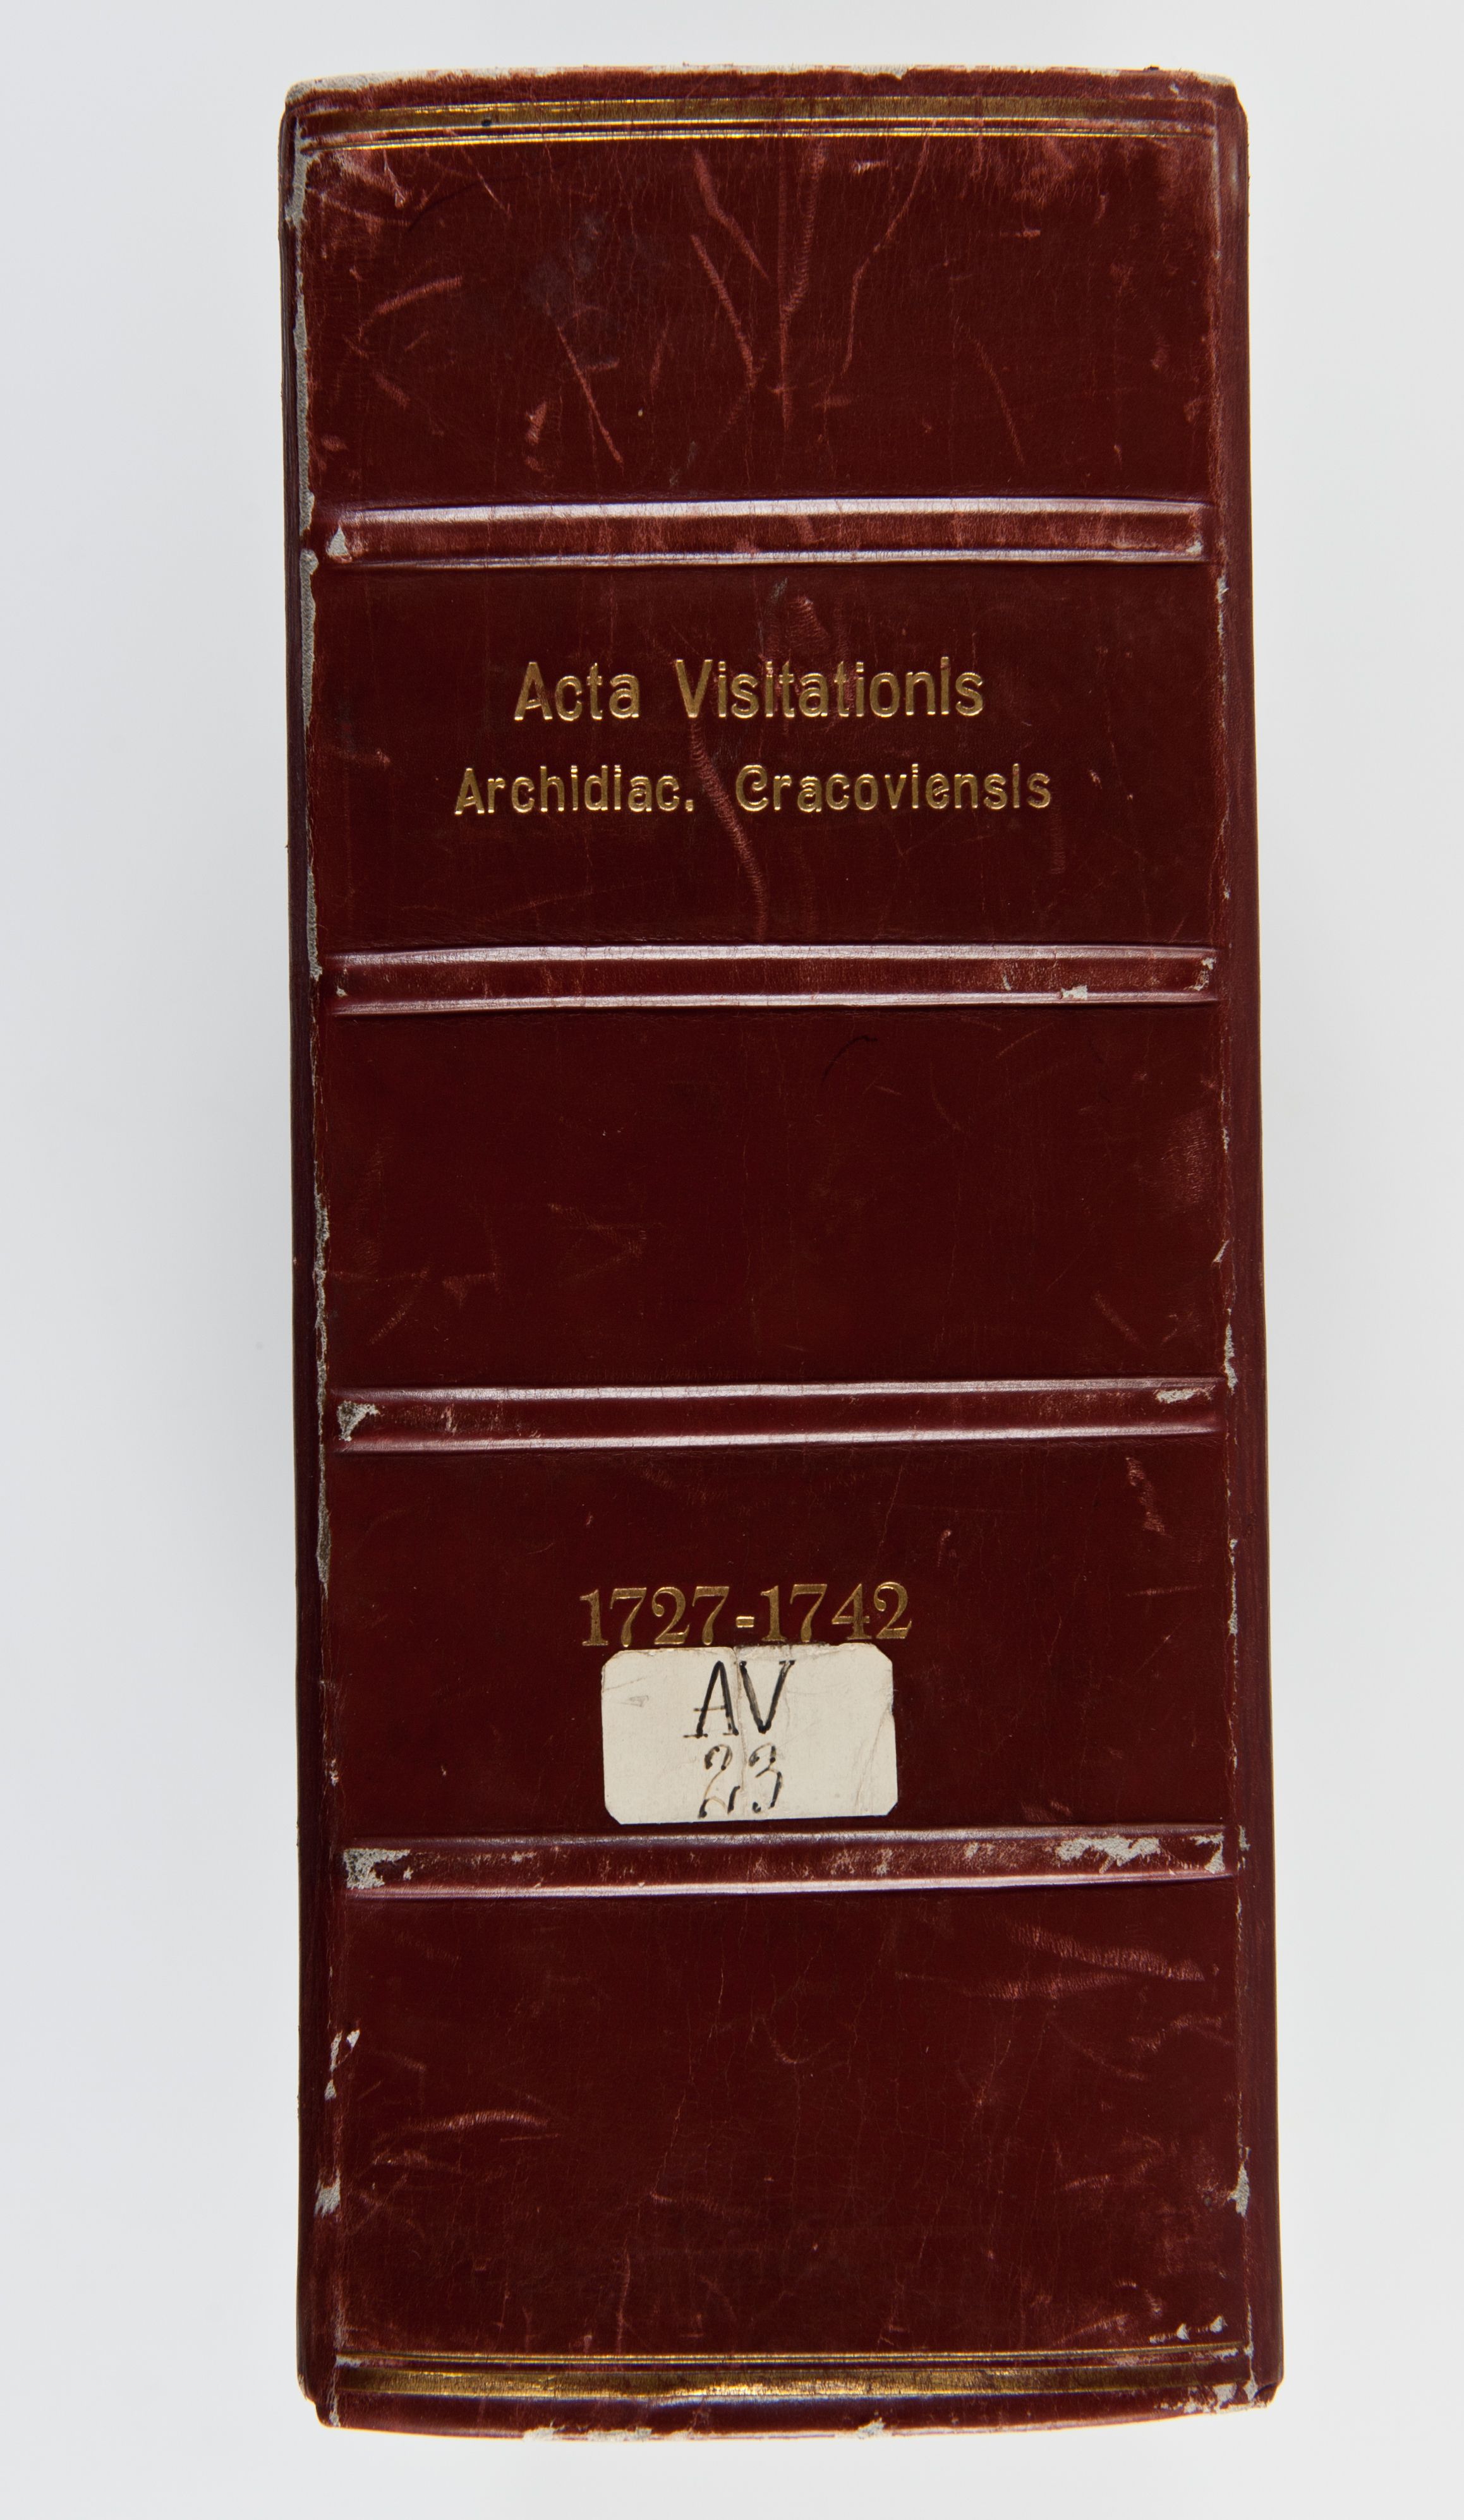 Acta Visitationis
Archidiac. Cracoviensis
1727-1742
AV
23